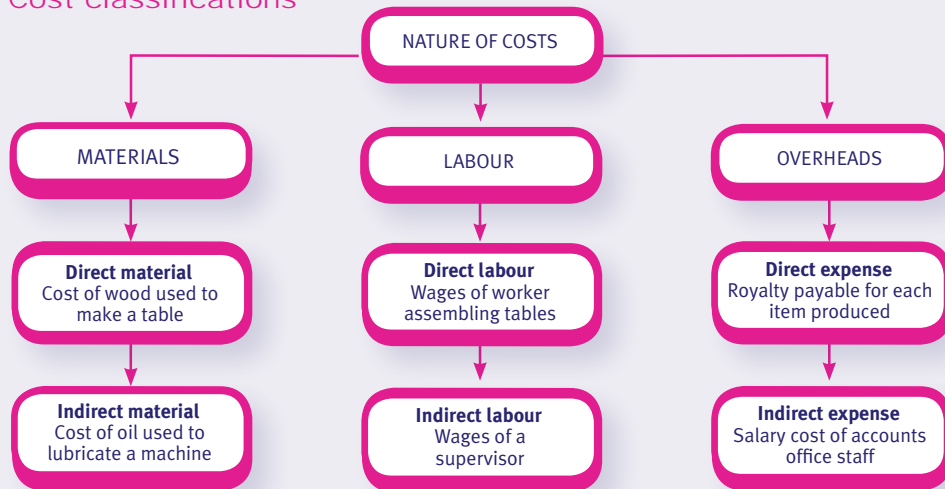 Cost classifications
NATURE OF COSTS
MATERIALS
LABOUR
OVERHEADS
Direct material
Cost of wood used to
make a table
Direct labour
Wages of worker
assembling tables
Direct expense
Royalty payable for each
item produced
Indirect material
Cost of oil used to
lubricate a machine
Indirect labour
Wages of a
supervisor
Indirect expense
Salary cost of accounts
office staff